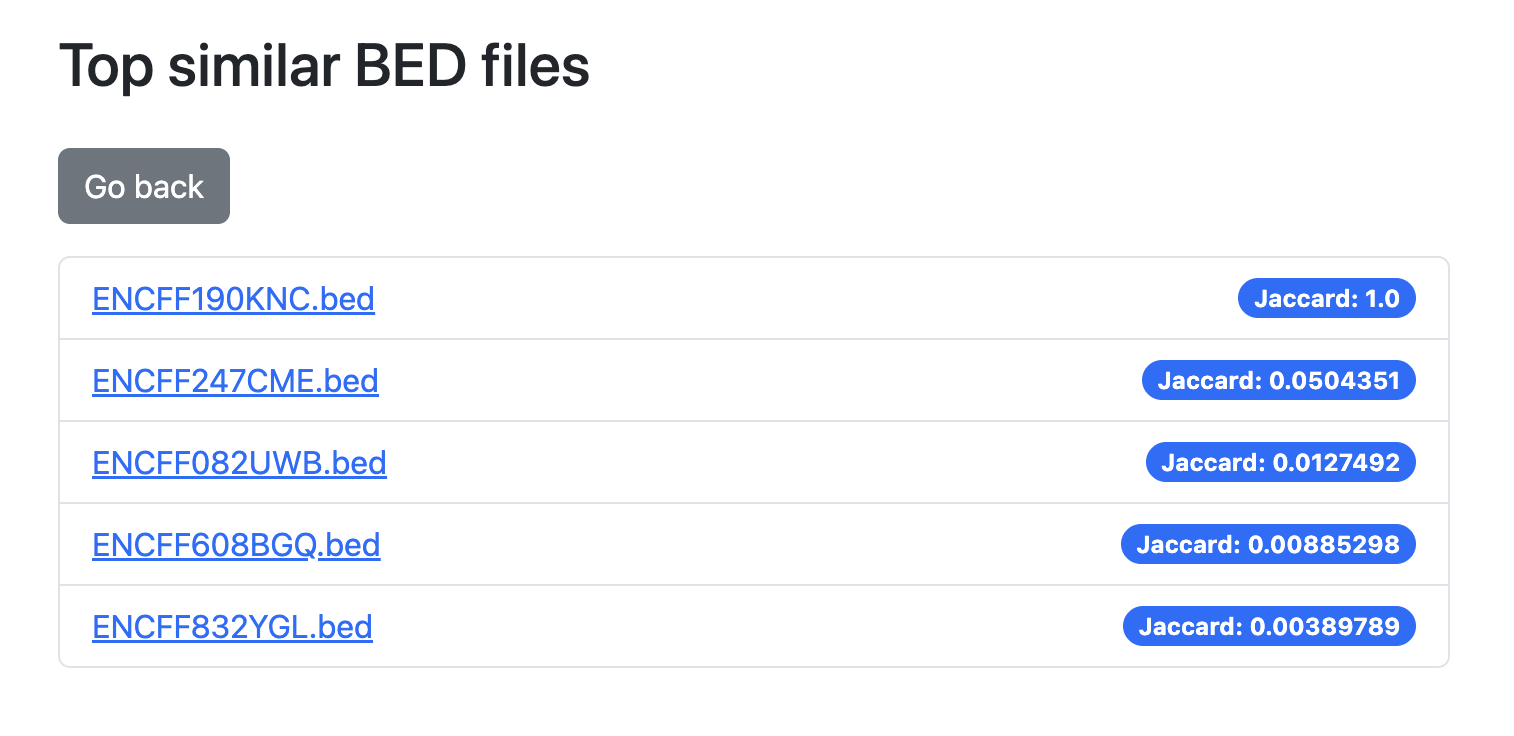 Top similar BED files
Go back
ENCFF190KNC.bed Jaccard: 1.0
ENCFF247CME.bed Jaccard: 0.0504351
ENCFF082UWB.bed Jaccard: 0.0127492
ENCFF608BGQ.bed Jaccard: 0.00885298
ENCFF832YGL.bed Jaccard: 0.00389789